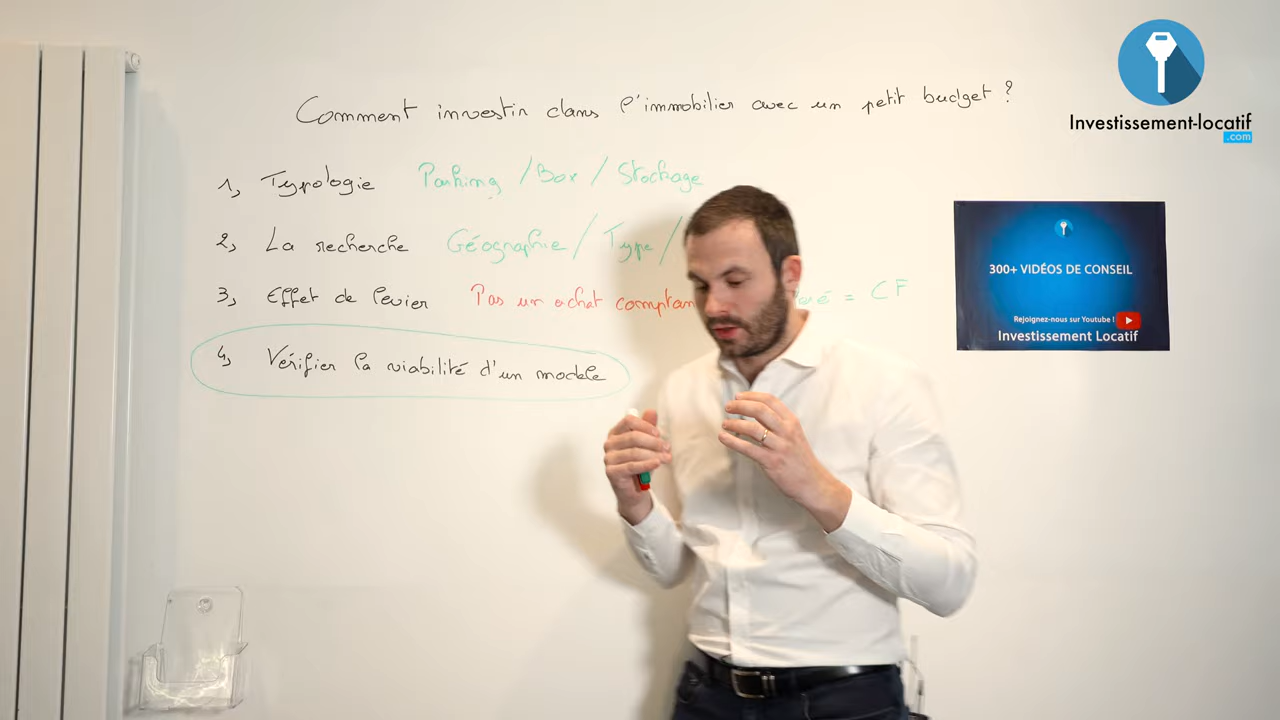 Comment investir dans l'immobilier avec un petit budget ?
1, Typologie Parking / Box / Stockage
2, La recherche Géographie / Type /
3, Effet de levier Pas un achat comptan = CF
4, Vérifier la viabilité d'un modèle
Investissement-locatif
.com
300+ VIDÉOS DE CONSEIL
Rejoignez-nous sur Youtube !
Investissement Locatif